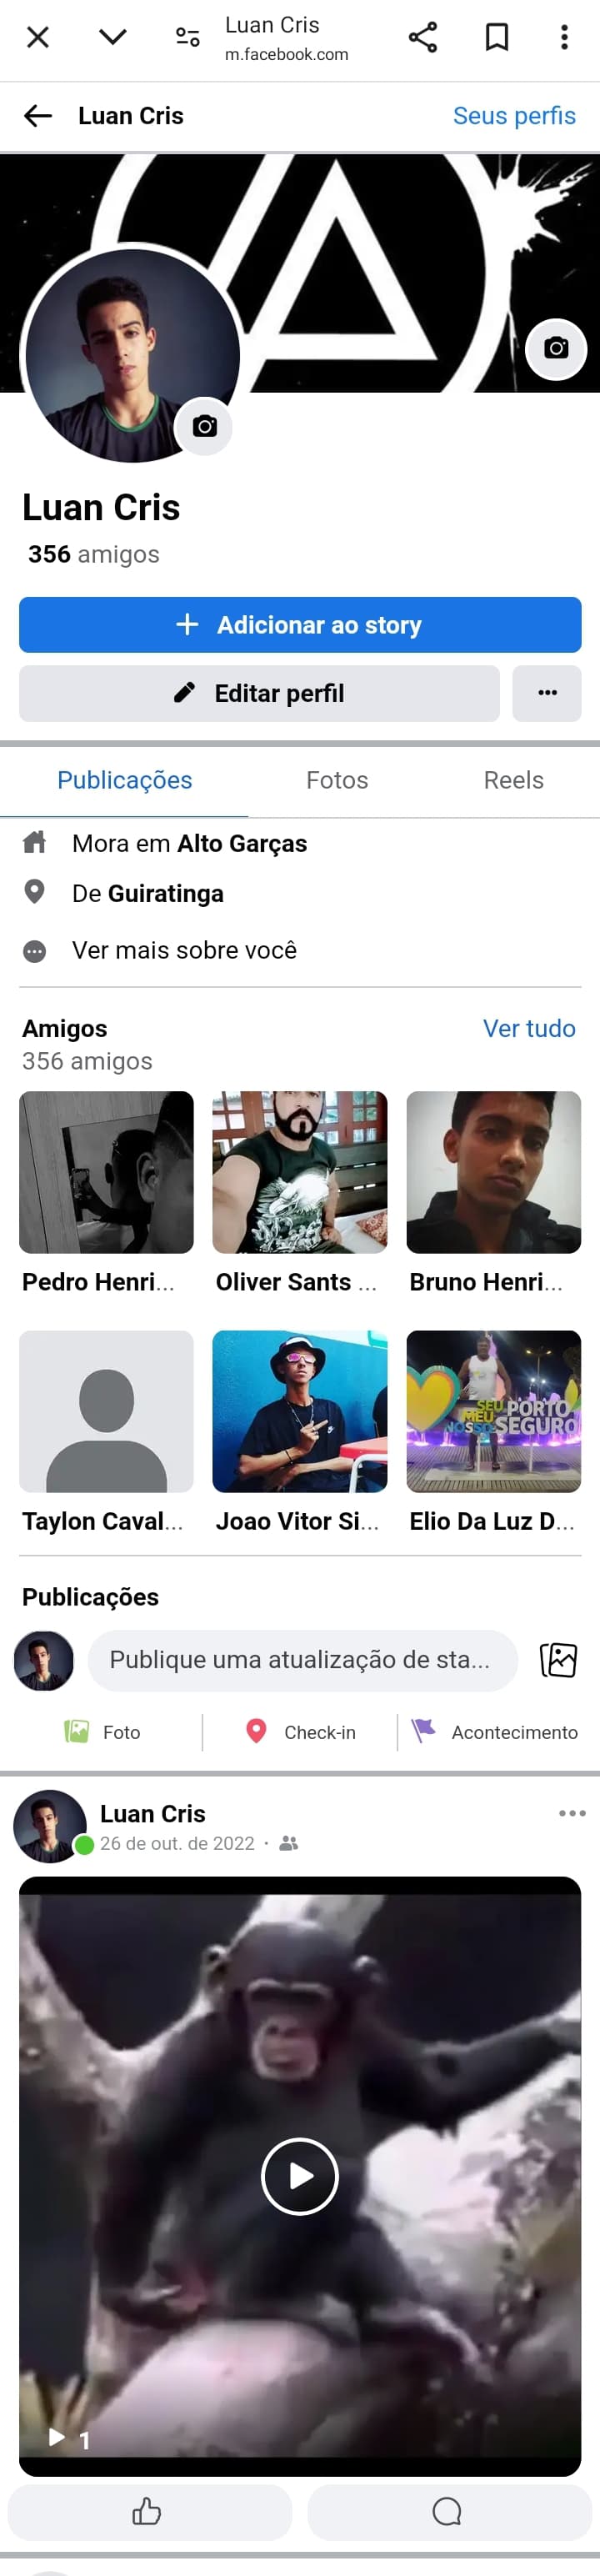 Luan Cris
m.facebook.com
Luan Cris
Seus perfis
Luan Cris
356 amigos
Adicionar ao story
Editar perfil
Publicações
Fotos
Reels
Mora em Alto Garças
De Guiratinga
Ver mais sobre você
Amigos
Ver tudo
356 amigos
SEU
MEU
NOSSO
PORTO
SEGURO
Pedro Henri...
Oliver Sants ...
Bruno Henri...
Taylon Caval...
Joao Vitor Si...
Elio Da Luz D...
Publicações
Publique uma atualização de sta...
Foto
Check-in
Acontecimento
Luan Cris
26 de out. de 2022 ·
1